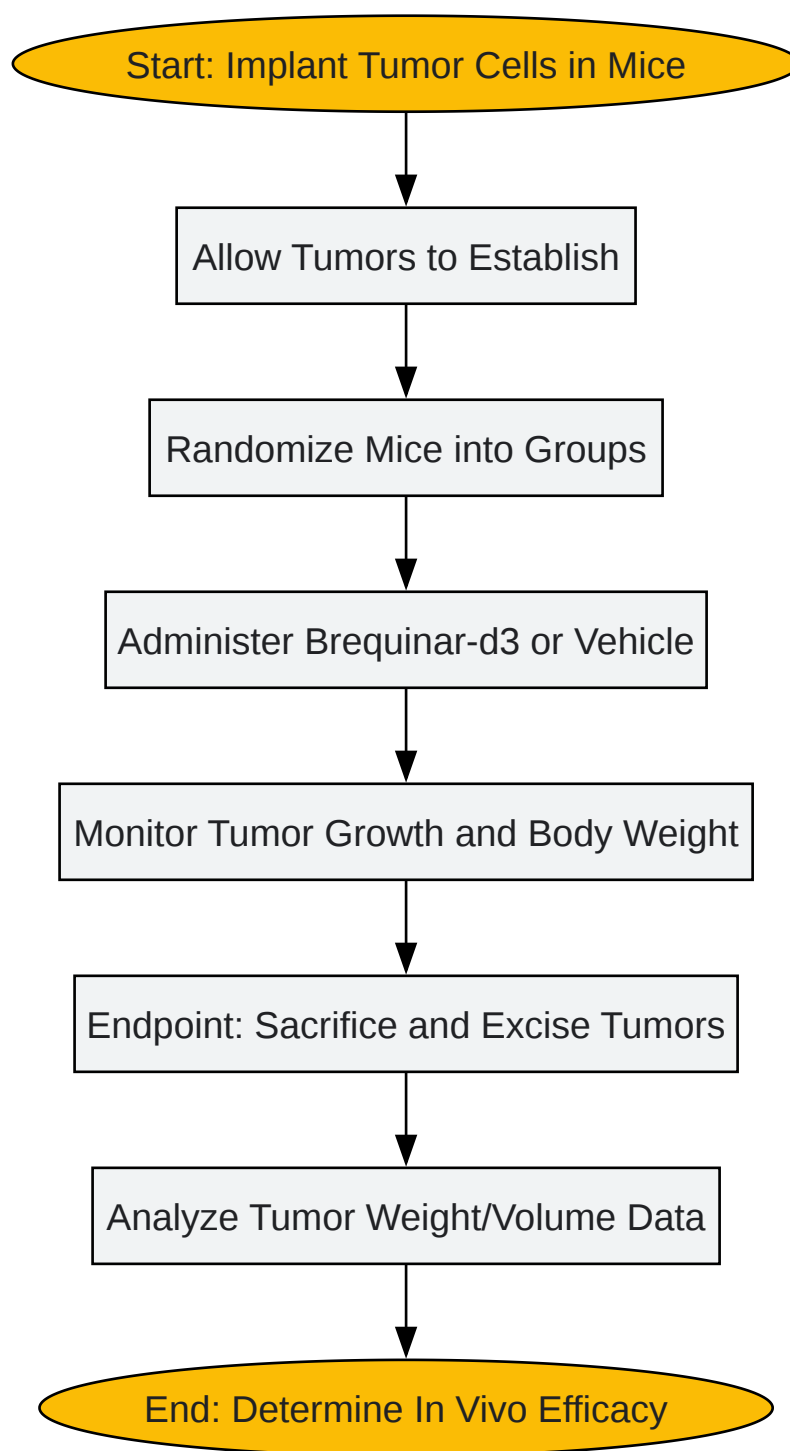 Start: Implant Tumor Cells in Mice
Allow Tumors to Establish
Randomize Mice into Groups
Administer Brequinar-d3 or Vehicle
Monitor Tumor Growth and Body Weight
Endpoint: Sacrifice and Excise Tumors
Analyze Tumor Weight/Volume Data
End: Determine In Vivo Efficacy